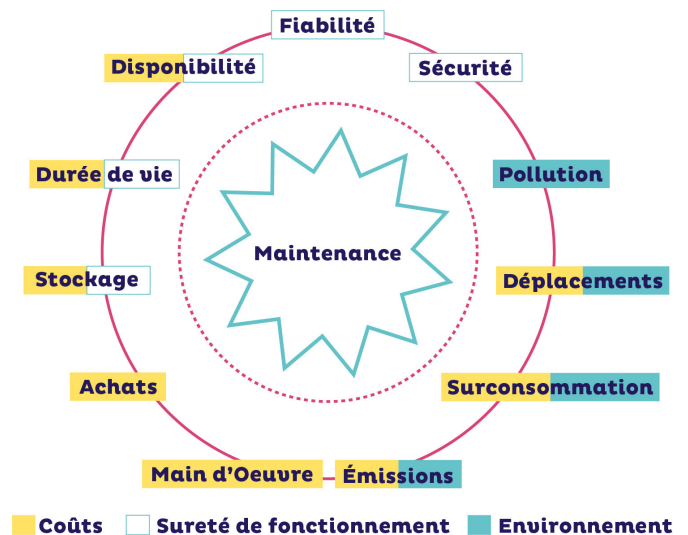 Fiabilité
Disponibilité
Sécurité
Durée de vie
Pollution
Maintenance
Stockage
Déplacements
Achats
Surconsommation
Main d'Oeuvre
Émissions
Coûts
Sureté de fonctionnement
Environnement